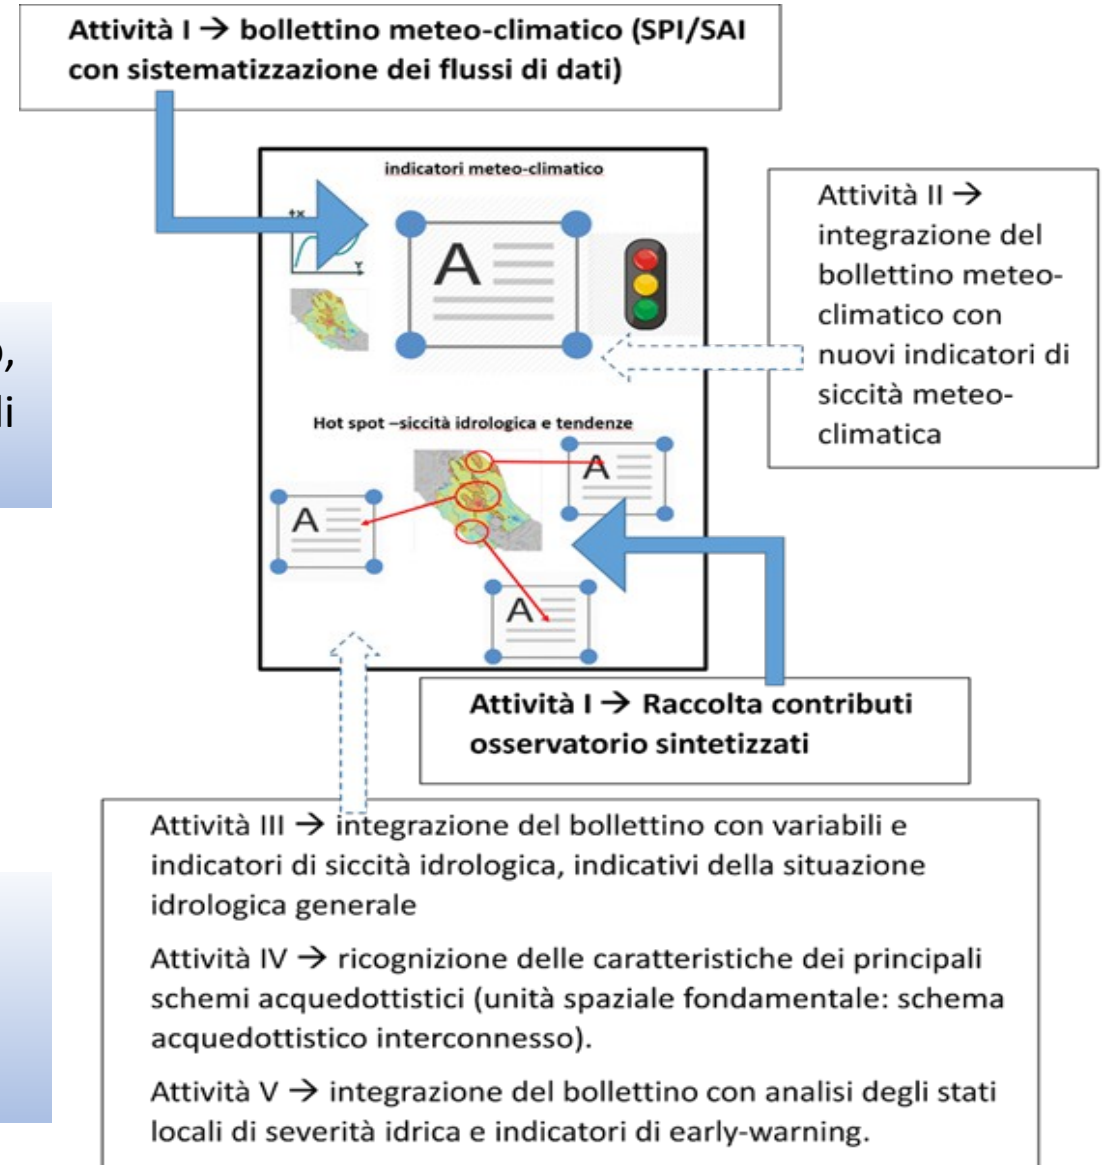 Attività I → bollettino meteo-climatico (SPI/SAI
con sistematizzazione dei flussi di dati)
indicatori meteo-climatico
+X
Y
A
Attività II →
integrazione del
bollettino meteo-
climatico con
nuovi indicatori di
siccità meteo-
climatica
Hot spot –siccità idrologica e tendenze
A
A
A
Attività I → Raccolta contributi
osservatorio sintetizzati
Attività III → integrazione del bollettino con variabili e
indicatori di siccità idrologica, indicativi della situazione
idrologica generale
Attività IV → ricognizione delle caratteristiche dei principali
schemi acquedottistici (unità spaziale fondamentale: schema
acquedottistico interconnesso).
Attività V → integrazione del bollettino con analisi degli stati
locali di severità idrica e indicatori di early-warning.